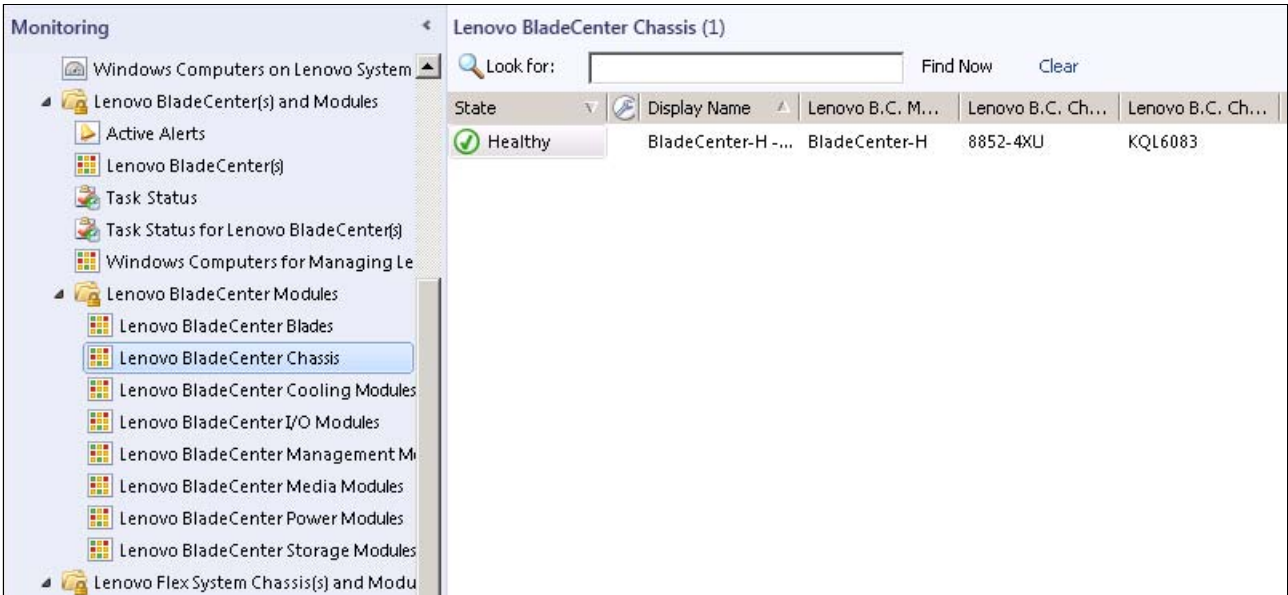 Monitoring
Windows Computers on Lenovo System
Lenovo BladeCenter(s) and Modules
Active Alerts
Lenovo BladeCenter(s)
Task Status
Task Status for Lenovo BladeCenter(s)
Windows Computers for Managing Le
Lenovo BladeCenter Modules
Lenovo BladeCenter Blades
Lenovo BladeCenter Chassis
Lenovo BladeCenter Cooling Modules
Lenovo BladeCenter I/O Modules
Lenovo BladeCenter Management M
Lenovo BladeCenter Media Modules
Lenovo BladeCenter Power Modules
Lenovo BladeCenter Storage Modules
Lenovo Flex System Chassis(s) and Modu
Lenovo BladeCenter Chassis (1)
Look for: Find Now Clear
State Display Name Lenovo B.C. M... Lenovo B.C. Ch... Lenovo B.C. Ch...
Healthy BladeCenter-H -... BladeCenter-H 8852-4XU KQL6083